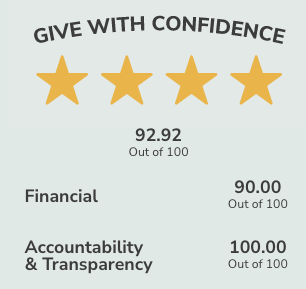 GIVE WITH CONFIDENCE
92.92
Out of 100
Financial
90.00
Out of 100
Accountability
& Transparency
100.00
Out of 100